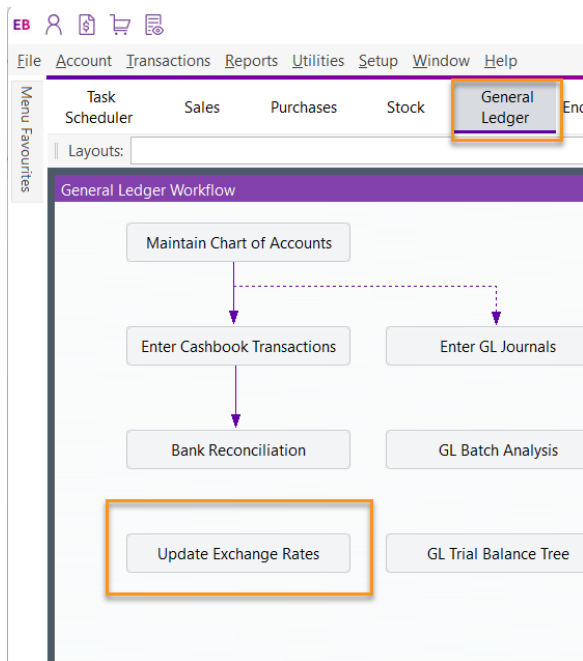 EB
File Account Transactions Reports Utilities Setup Window Help
Menu Favourites
Task Scheduler
Sales
Purchases
Stock
General Ledger
Layouts:
General Ledger Workflow
Maintain Chart of Accounts
Enter Cashbook Transactions
Enter GL Journals
Bank Reconciliation
GL Batch Analysis
Update Exchange Rates
GL Trial Balance Tree